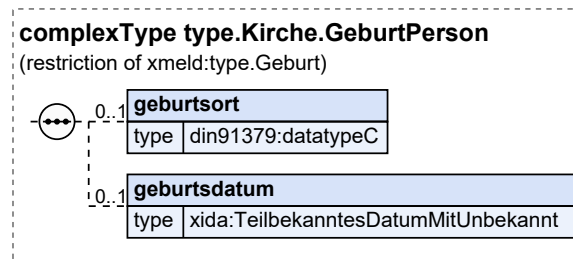 complexType type.Kirche.GeburtPerson
(restriction of xmeld:type.Geburt)
0..1 geburtsort
type din91379:datatypeC
0..1 geburtsdatum
type xida:TeilbekanntesDatumMitUnbekannt